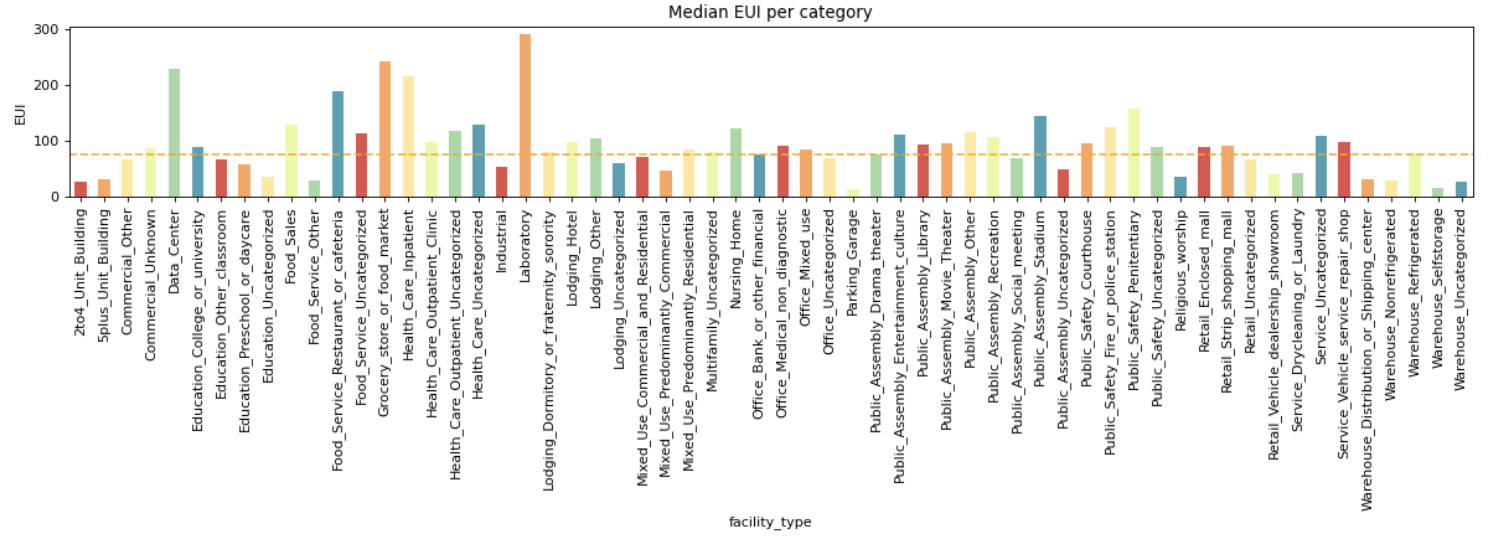 Median EUI per category
300
200
100
0
EUI
2to4_Unit_Building
5plus_Unit_Building
Commercial_Other
Commercial_Unknown
Data_Center
Education_College_or_university
Education_Other_classroom
Education_Preschool_or_daycare
Education_Uncategorized
Food_Sales
Food_Service_Other
Food_Service_Restaurant_or_cafeteria
Food_Service_Uncategorized
Grocery_store_or_food_market
Health_Care_Inpatient
Health_Care_Outpatient_Clinic
Health_Care_Outpatient_Uncategorized
Health_Care_Uncategorized
Industrial
Laboratory
Lodging_Dormitory_or_fraternity_sorority
Lodging_Hotel
Lodging_Other
Lodging_Uncategorized
Mixed_Use_Commercial_and_Residential
Mixed_Use_Predominantly_Commercial
Mixed_Use_Predominantly_Residential
Multifamily_Uncategorized
Nursing_Home
Office_Bank_or_other_financial
Office_Medical_non_diagnostic
Office_Mixed_use
Office_Uncategorized
Parking_Garage
Public_Assembly_Drama_theater
Public_Assembly_Entertainment_culture
Public_Assembly_Library
Public_Assembly_Movie_Theater
Public_Assembly_Other
Public_Assembly_Recreation
Public_Assembly_Social_meeting
Public_Assembly_Stadium
Public_Assembly_Uncategorized
Public_Safety_Courthouse
Public_Safety_Fire_or_police_station
Public_Safety_Penitentiary
Public_Safety_Uncategorized
Religious_worship
Retail_Enclosed_mall
Retail_Strip_shopping_mall
Retail_Uncategorized
Retail_Vehicle_dealership_showroom
Service_Drycleaning_or_Laundry
Service_Uncategorized
Service_Vehicle_service_repair_shop
Warehouse_Distribution_or_Shipping_center
Warehouse_Nonrefrigerated
Warehouse_Refrigerated
Warehouse_Selfstorage
Warehouse_Uncategorized
facility_type